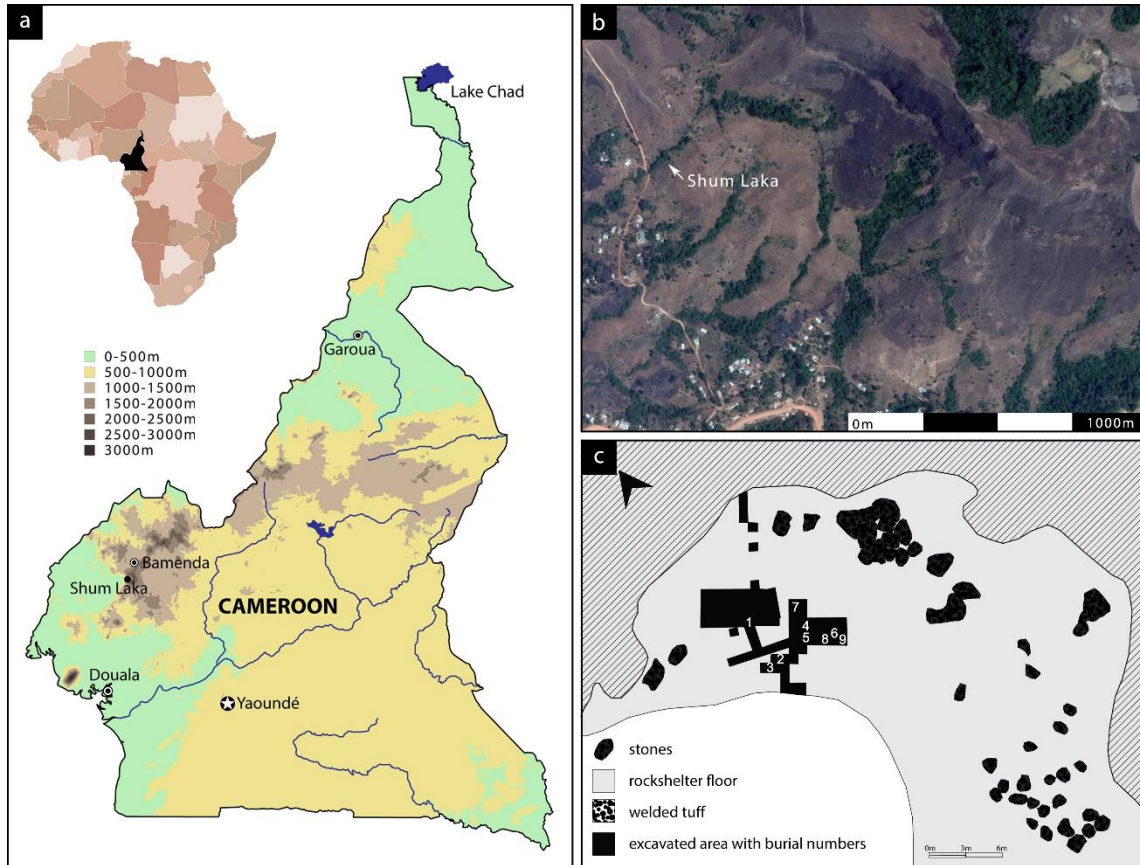 a
Lake Chad
Garoua
0-500m
500-1000m
1000-1500m
1500-2000m
2000-2500m
2500-3000m
3000m
Bamenda
Shum Laka
CAMEROON
Douala
Yaoundé
b
Shum Laka
0m 1000m
c
7
1 4
5 8 6 9
2
3
stones
rockshelter floor
welded tuff
excavated area with burial numbers
0m 3m 6m